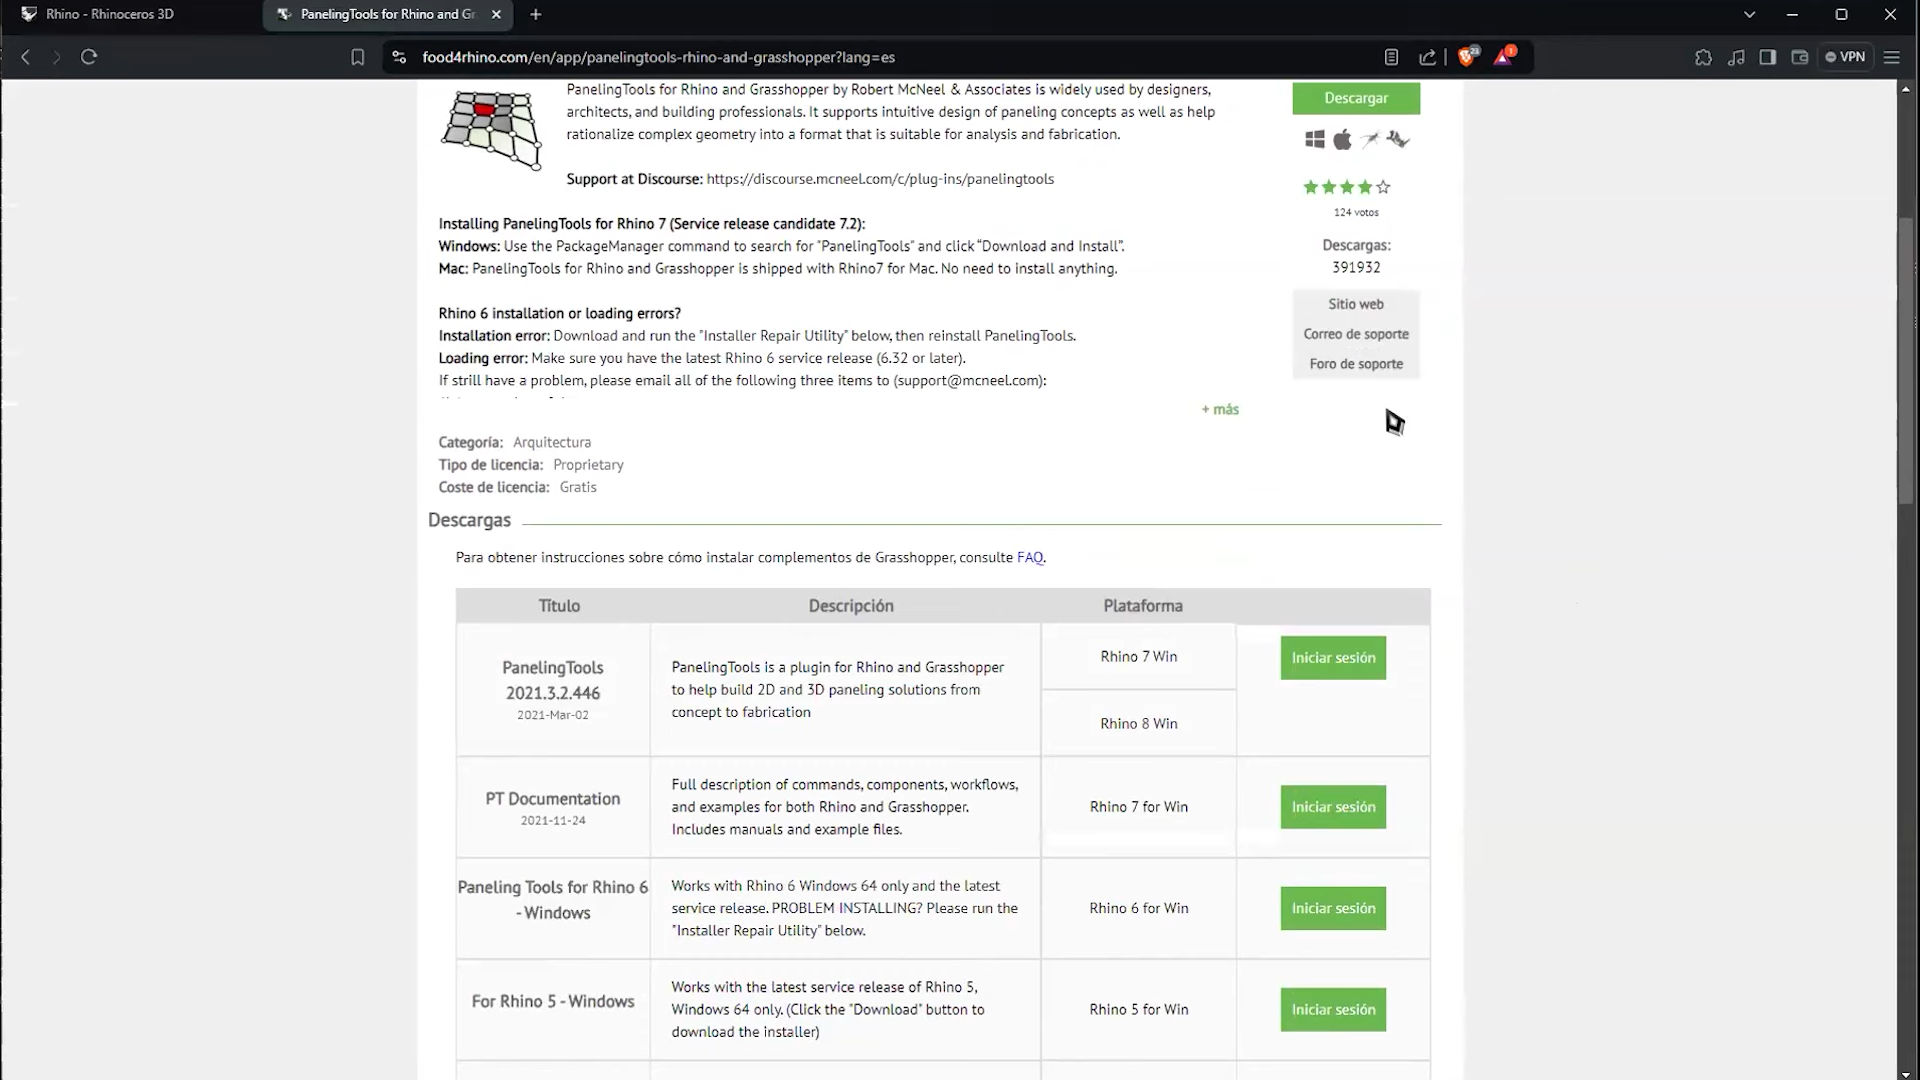 Rhino - Rhinoceros 3D
PanelingTools for Rhino and Gr
food4rhino.com/en/app/panelingtools-rhino-and-grasshopper?lang=es
23
1
VPN
PanelingTools for Rhino and Grasshopper by Robert McNeel & Associates is widely used by designers,
architects, and building professionals. It supports intuitive design of paneling concepts as well as help
rationalize complex geometry into a format that is suitable for analysis and fabrication.
Support at Discourse: https://discourse.mcneel.com/c/plug-ins/panelingtools
Installing PanelingTools for Rhino 7 (Service release candidate 7.2):
Windows: Use the PackageManager command to search for "PanelingTools" and click “Download and Install”.
Mac: PanelingTools for Rhino and Grasshopper is shipped with Rhino7 for Mac. No need to install anything.
Rhino 6 installation or loading errors?
Installation error: Download and run the "Installer Repair Utility" below, then reinstall PanelingTools.
Loading error: Make sure you have the latest Rhino 6 service release (6.32 or later).
If strill have a problem, please email all of the following three items to (support@mcneel.com):
+ más
Descargar
124 votos
Descargas:
391932
Sitio web
Correo de soporte
Foro de soporte
Categoría: Arquitectura
Tipo de licencia: Proprietary
Coste de licencia: Gratis
Descargas
Para obtener instrucciones sobre cómo instalar complementos de Grasshopper, consulte FAQ.
Título Descripción Plataforma
PanelingTools
2021.3.2.446
2021-Mar-02
PanelingTools is a plugin for Rhino and Grasshopper
to help build 2D and 3D paneling solutions from
concept to fabrication
Rhino 7 Win
Rhino 8 Win
Iniciar sesión
PT Documentation
2021-11-24
Full description of commands, components, workflows,
and examples for both Rhino and Grasshopper.
Includes manuals and example files.
Rhino 7 for Win
Iniciar sesión
Paneling Tools for Rhino 6
- Windows
Works with Rhino 6 Windows 64 only and the latest
service release. PROBLEM INSTALLING? Please run the
"Installer Repair Utility" below.
Rhino 6 for Win
Iniciar sesión
For Rhino 5 - Windows
Works with the latest service release of Rhino 5,
Windows 64 only. (Click the "Download" button to
download the installer)
Rhino 5 for Win
Iniciar sesión